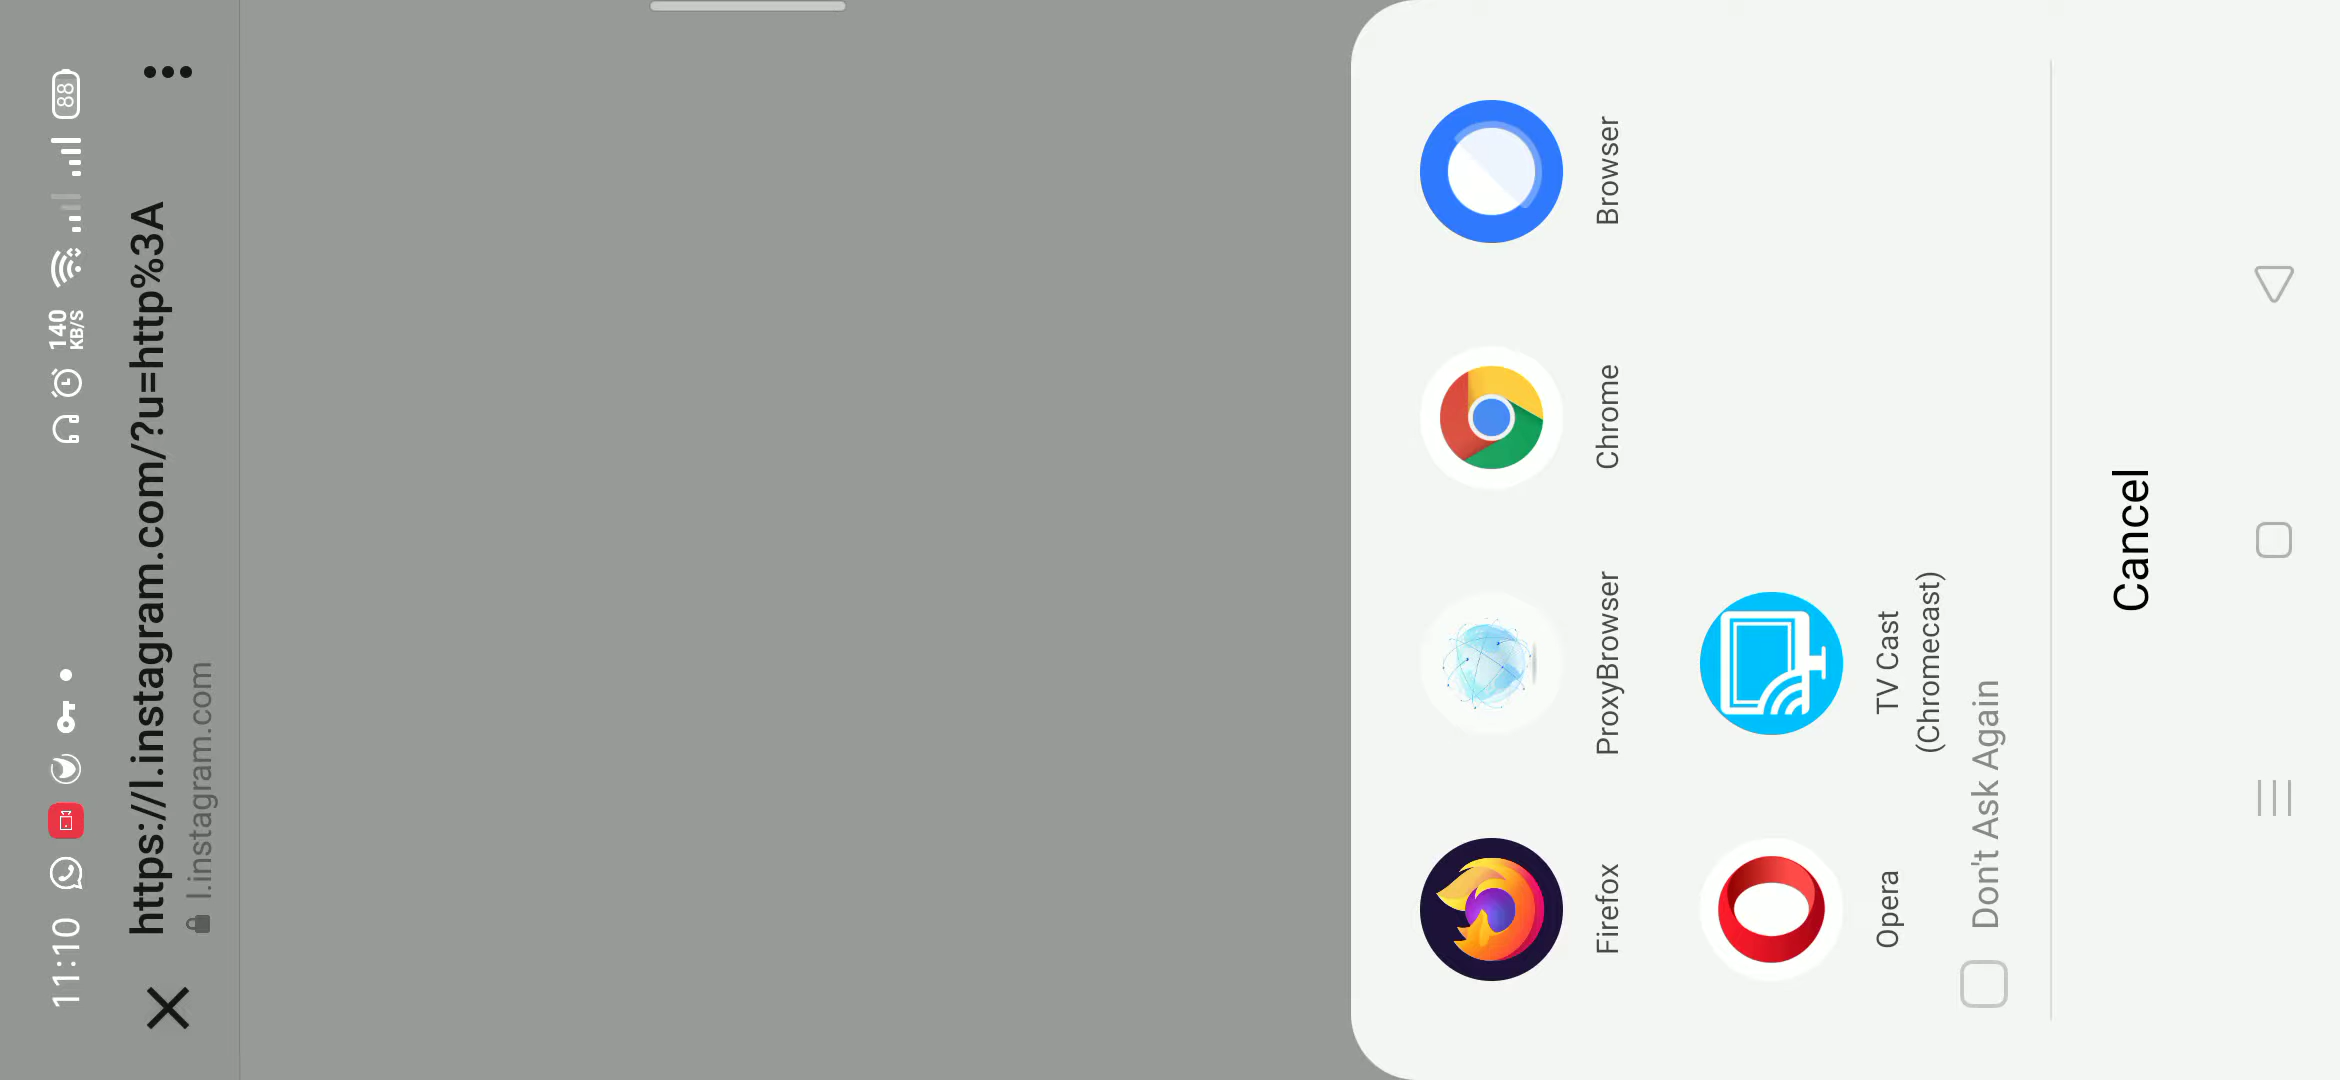 11:10
140
KB/S
88
https://l.instagram.com/?u=http%3A
l.instagram.com
Firefox
ProxyBrowser
Chrome
Browser
Opera
TV Cast
(Chromecast)
Don't Ask Again
Cancel